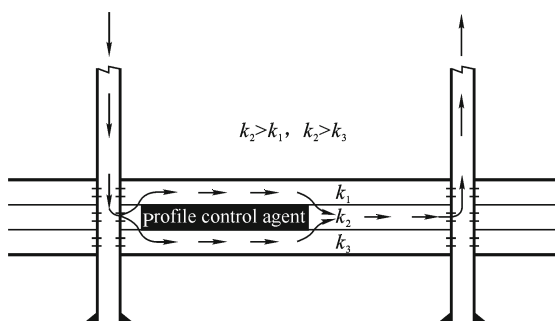 k₂>k₁, k₂>k₃
k₁
profile control agent
k₂
k₃